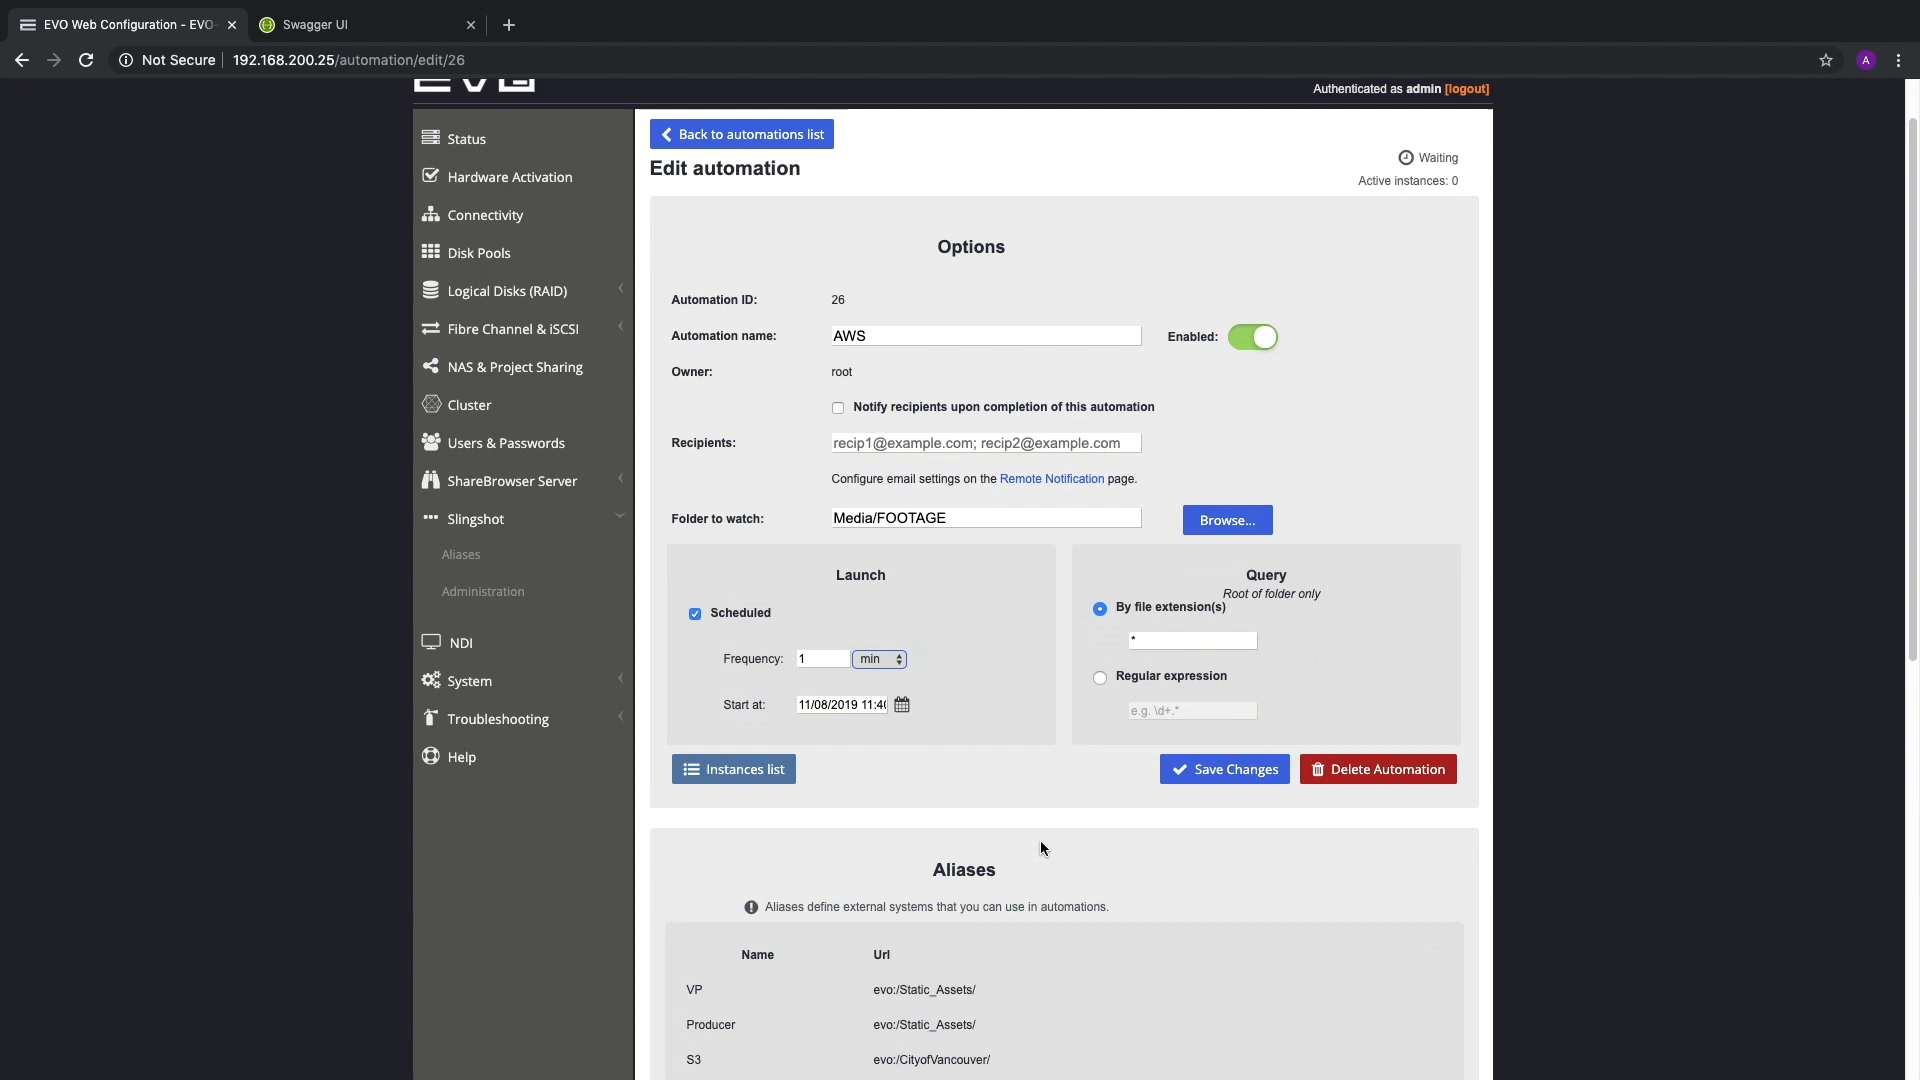 EVO Web Configuration - EVO-
Swagger UI
Not Secure
192.168.200.25/automation/edit/26
A
EVO
Authenticated as admin [logout]
Status
Hardware Activation
Connectivity
Disk Pools
Logical Disks (RAID)
Fibre Channel & iSCSI
NAS & Project Sharing
Cluster
Users & Passwords
ShareBrowser Server
Slingshot
Aliases
Administration
NDI
System
Troubleshooting
Help
Back to automations list
Edit automation
Waiting
Active instances: 0
Options
Automation ID: 26
Automation name: AWS Enabled:
Owner: root
Notify recipients upon completion of this automation
Recipients: recip1@example.com; recip2@example.com
Configure email settings on the Remote Notification page.
Folder to watch: Media/FOOTAGE Browse...
Launch
Scheduled
Frequency: 1 min
Start at: 11/08/2019 11:4
Query
Root of folder only
By file extension(s)
*
Regular expression
e.g. \d+.*
Instances list
Save Changes
Delete Automation
Aliases
Aliases define external systems that you can use in automations.
Name Url
VP evo:/Static_Assets/
Producer evo:/Static_Assets/
S3 evo:/CityofVancouver/